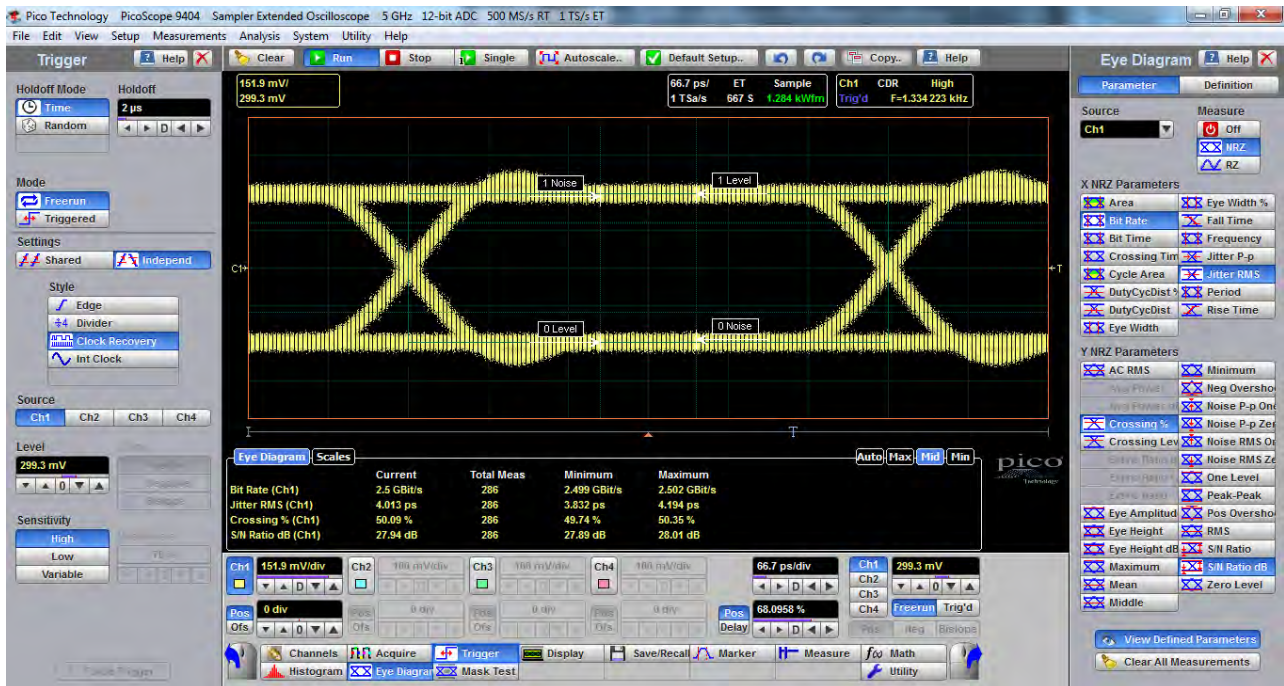 Pico Technology PicoScope 9404 Sampler Extended Oscilloscope 5 GHz 12-bit ADC 500 MS/s RT 1 TS/s ET
File Edit View Setup Measurements Analysis System Utility Help
Trigger ? Help
Clear Run Stop Single Autoscale.. Default Setup.. Copy.. ? Help
Eye Diagram ? Help
Holdoff Mode Holdoff
Time 2 µs
Random
D
Mode
Freerun
Triggered
Settings
Shared Independ
Style
Edge
÷4 Divider
Clock Recovery
Int Clock
Source
Ch1 Ch2 Ch3 Ch4
Level
299.3 mV
0
Sensitivity
High
Low
Variable
151.9 mV/
299.3 mV
66.7 ps/ ET Sample
1 TSa/s 667 S 1.284 kWfm
Ch1 CDR High
Trig'd F=1.334 223 kHz
1 Noise
1 Level
C1
T
0 Level
0 Noise
T
Eye Diagram Scales
Auto Max Mid Min
Current Total Meas Minimum Maximum
Bit Rate (Ch1) 2.5 GBit/s 286 2.499 GBit/s 2.502 GBit/s
Jitter RMS (Ch1) 4.013 ps 286 3.832 ps 4.194 ps
Crossing % (Ch1) 50.09 % 286 49.74 % 50.35 %
S/N Ratio dB (Ch1) 27.94 dB 286 27.89 dB 28.01 dB
pico
Technology
Ch1 151.9 mV/div
D
Pos 0 div
Ofs D
Ch2 100 mV/div
Ch3 100 mV/div
Ch4 100 mV/div
66.7 ps/div
D
Pos 68.0958 %
Delay D
Ch1 299.3 mV
Ch2
0
Ch3
Ch4 Freerun Trig'd
Pos Neg Bislope
Channels Acquire Trigger Display Save/Recall Marker Measure f(x) Math
Histogram Eye Diagran Mask Test Utility
Parameter Definition
Source Measure
Ch1 Off
NRZ
RZ
X NRZ Parameters
Area Eye Width %
Bit Rate Fall Time
Bit Time Frequency
Crossing Tim Jitter P-p
Cycle Area Jitter RMS
DutyCycDist % Period
DutyCycDist Rise Time
Eye Width
Y NRZ Parameters
AC RMS Minimum
Neg Oversho
Noise P-p One
Crossing % Noise P-p Zer
Crossing Lev Noise RMS On
Noise RMS Ze
One Level
Peak-Peak
Eye Amplitud Pos Oversho
Eye Height RMS
Eye Height dB S/N Ratio
Maximum S/N Ratio dB
Mean Zero Level
Middle
View Defined Parameters
Clear All Measurements